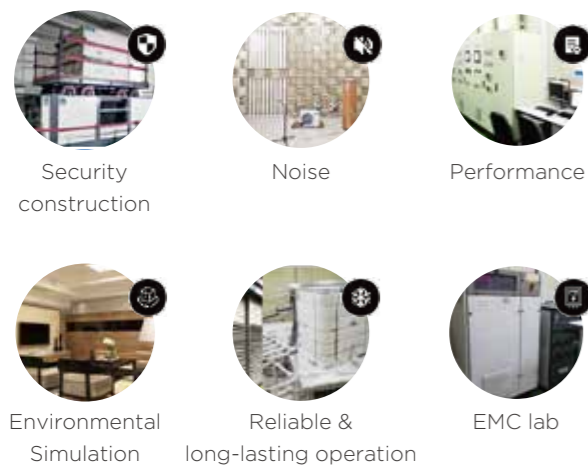 Security
construction
Noise
Performance
Environmental
Simulation
Reliable &
long-lasting operation
EMC lab